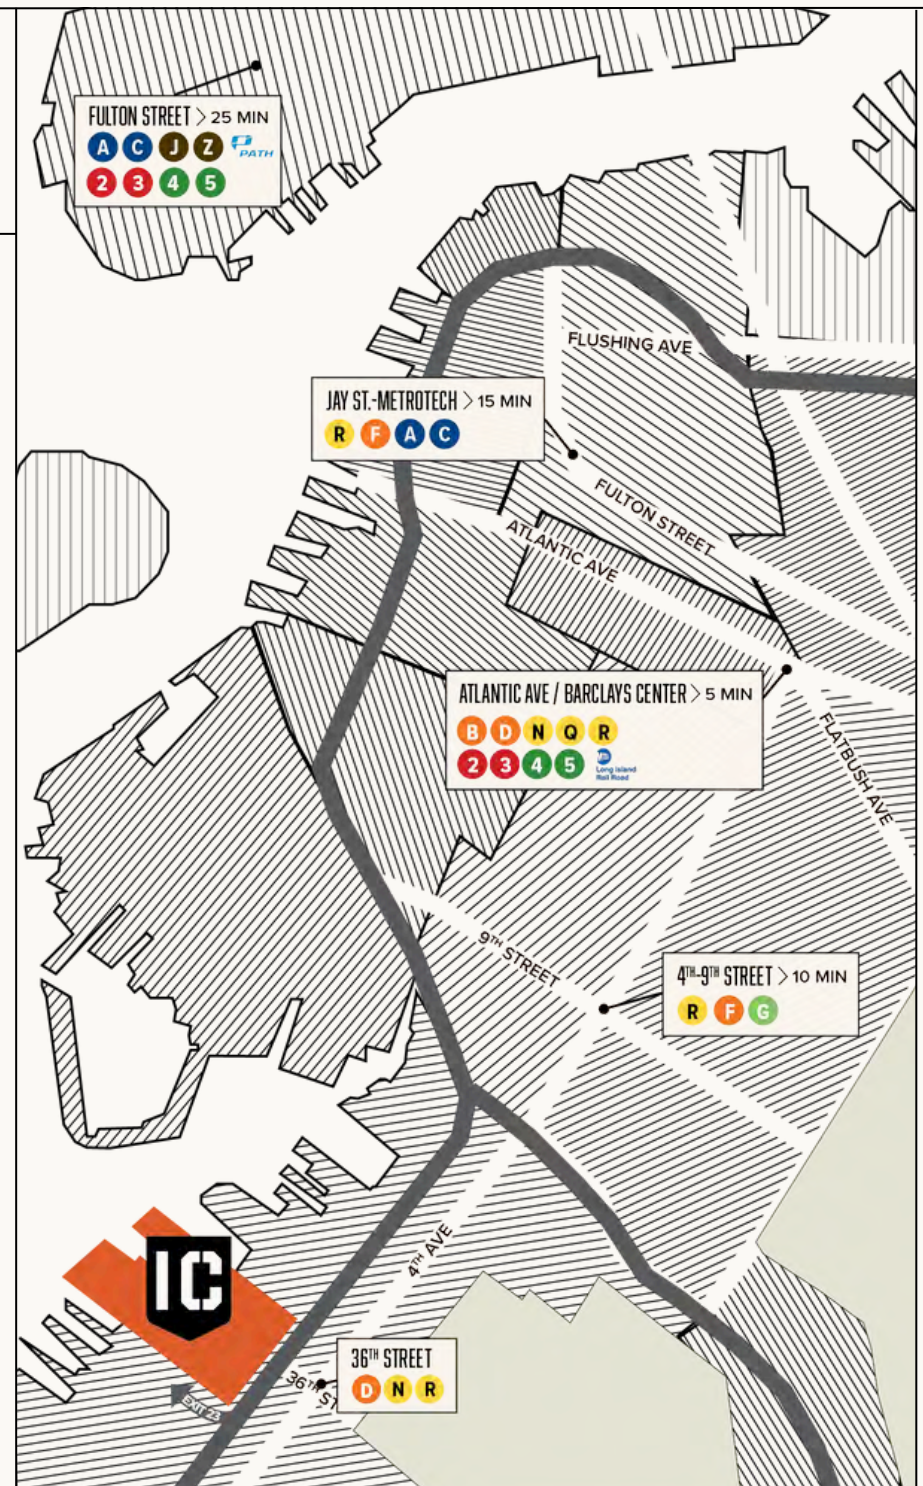 FULTON STREET > 25 MIN
A C J Z PATH
2 3 4 5
FLUSHING AVE
JAY ST.-METROTECH > 15 MIN
R F A C
FULTON STREET
ATLANTIC AVE
ATLANTIC AVE / BARCLAYS CENTER > 5 MIN
B D N Q R
2 3 4 5 Long Island
Rail Road
FLATBUSH AVE
9TH STREET
4TH-9TH STREET > 10 MIN
R F G
4TH AVE
IC
36TH STREET
D N R
36TH ST